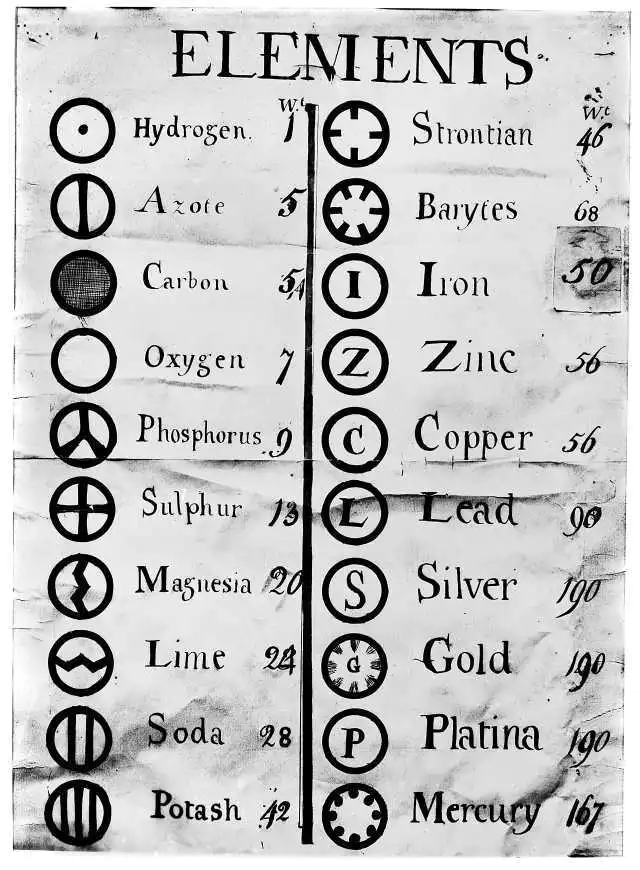 ELEMENTS
W.t
Hydrogen. 1
Azote 5
Carbon 5,4
Oxygen 7
Phosphorus 9
Sulphur 13
Magnesia 20
Lime 24
Soda 28
Potash 42
W.t
Strontian 46
Barytes 68
I Iron 50
Z Zinc 56
C Copper 56
L Lead 90
S Silver 190
G Gold 190
P Platina 190
Mercury 167